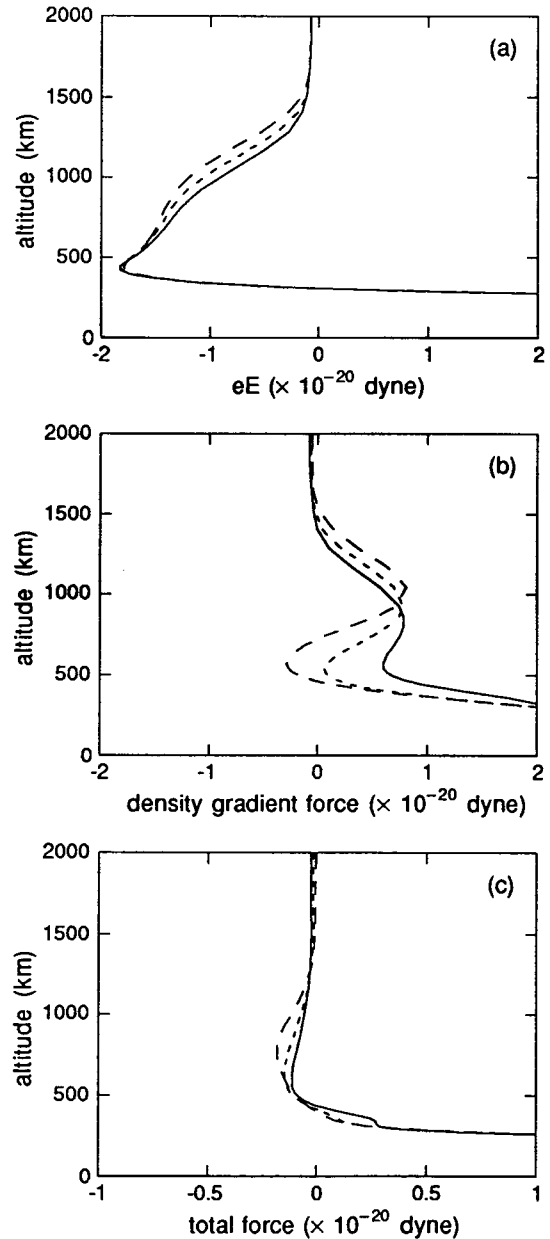 (a)
2000
1500
1000
500
0
altitude (km)
-2 -1 0 1 2
eE (× 10⁻²⁰ dyne)
(b)
2000
1500
1000
500
0
altitude (km)
-2 -1 0 1 2
density gradient force (× 10⁻²⁰ dyne)
(c)
2000
1500
1000
500
0
altitude (km)
-1 -0.5 0 0.5 1
total force (× 10⁻²⁰ dyne)